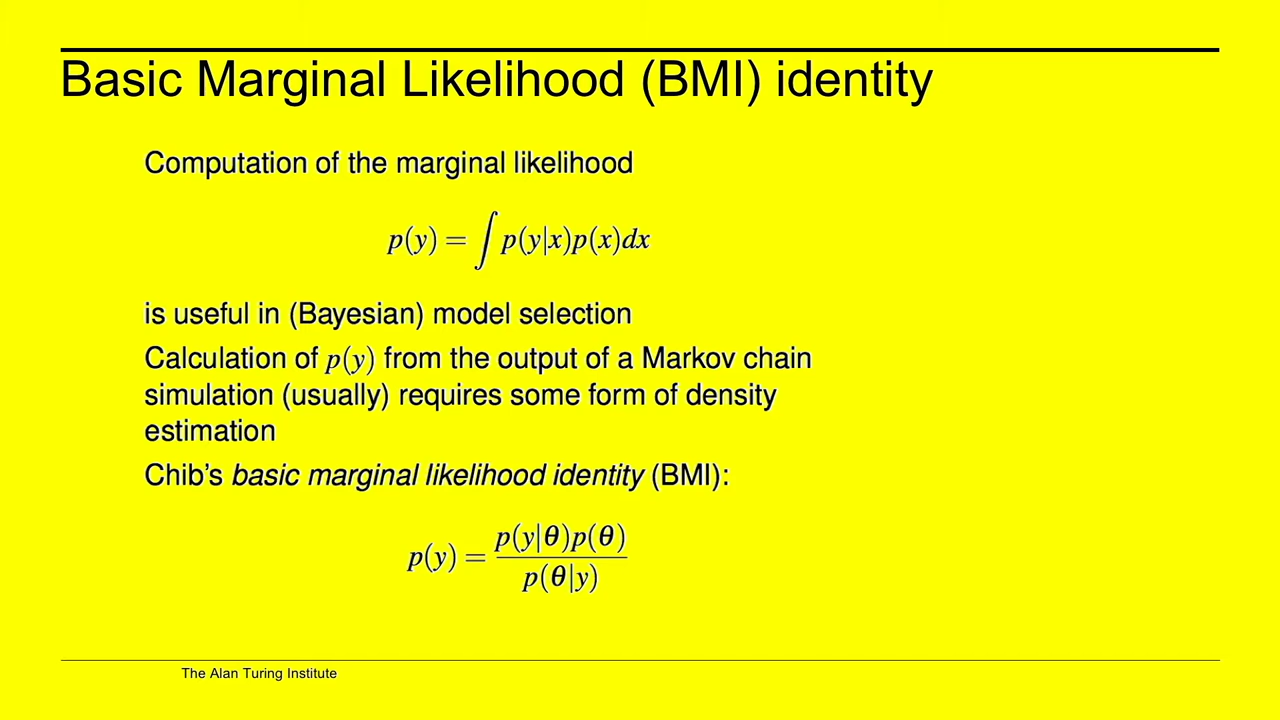 Basic Marginal Likelihood (BMI) identity
Computation of the marginal likelihood
p(y) = ∫ p(y|x)p(x)dx
is useful in (Bayesian) model selection
Calculation of p(y) from the output of a Markov chain
simulation (usually) requires some form of density
estimation
Chib's basic marginal likelihood identity (BMI):
p(y) = p(y|θ)p(θ) / p(θ|y)
The Alan Turing Institute